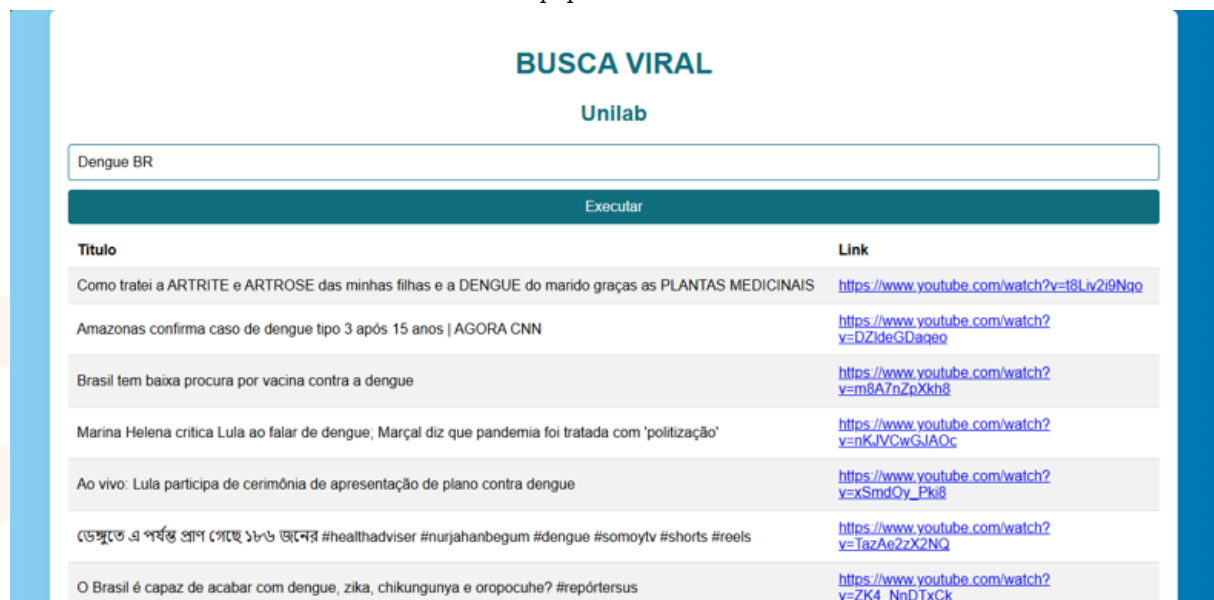 BUSCA VIRAL
Unilab
Dengue BR
Executar
Título Link
Como tratei a ARTRITE e ARTROSE das minhas filhas e a DENGUE do marido graças as PLANTAS MEDICINAIS https://www.youtube.com/watch?v=t8Liv2i9Nqo
Amazonas confirma caso de dengue tipo 3 após 15 anos | AGORA CNN https://www.youtube.com/watch?
v=DZIdeGDaqeo
Brasil tem baixa procura por vacina contra a dengue https://www.youtube.com/watch?
v=m8A7nZpXkh8
Marina Helena critica Lula ao falar de dengue; Marçal diz que pandemia foi tratada com 'politização' https://www.youtube.com/watch?
v=nKJVCwGJAOc
Ao vivo: Lula participa de cerimônia de apresentação de plano contra dengue https://www.youtube.com/watch?
v=xSmdOy_Pki8
ডেঙ্গুতে এ পর্যন্ত প্রাণ গেছে ১৮৬ জনের #healthadviser #nurjahanbegum #dengue #somoytv #shorts #reels https://www.youtube.com/watch?
v=TazAe2zX2NQ
O Brasil é capaz de acabar com dengue, zika, chikungunya e oropocuhe? #repórtersus https://www.youtube.com/watch?
v=ZK4_NnDTxCk